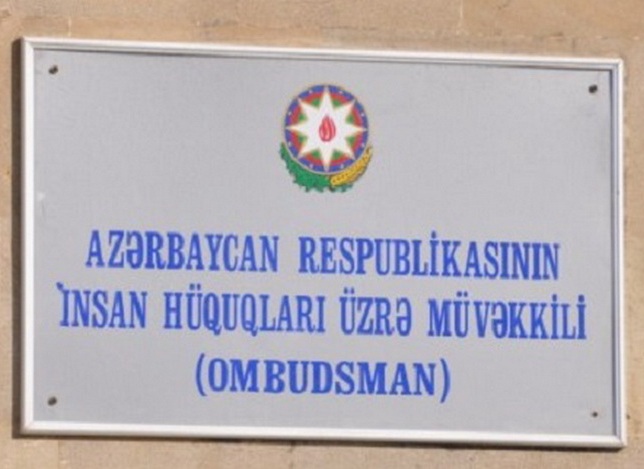 AZƏRBAYCAN RESPUBLİKASININ
İNSAN HÜQUQLARI ÜZRƏ MÜVƏKKİLİ
(OMBUDSMAN)